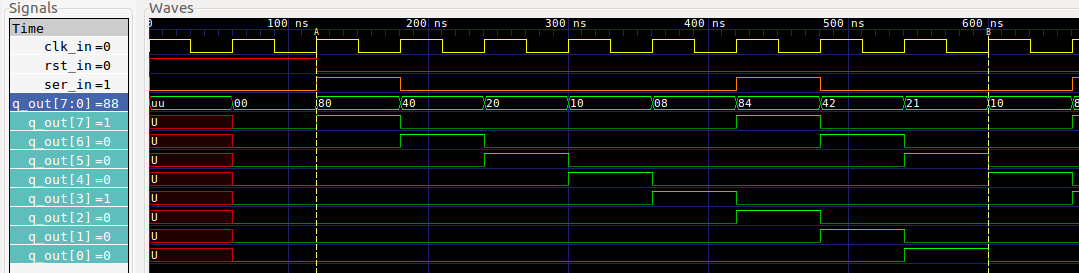 Signals Waves
Time 0 100 ns 200 ns 300 ns 400 ns 500 ns 600 ns
A B
clk_in=0
rst_in=0
ser_in=1
q_out[7:0]=88 uu 00 80 40 20 10 08 84 42 21 10
q_out[7]=1 U
q_out[6]=0 U
q_out[5]=0 U
q_out[4]=0 U
q_out[3]=1 U
q_out[2]=0 U
q_out[1]=0 U
q_out[0]=0 U